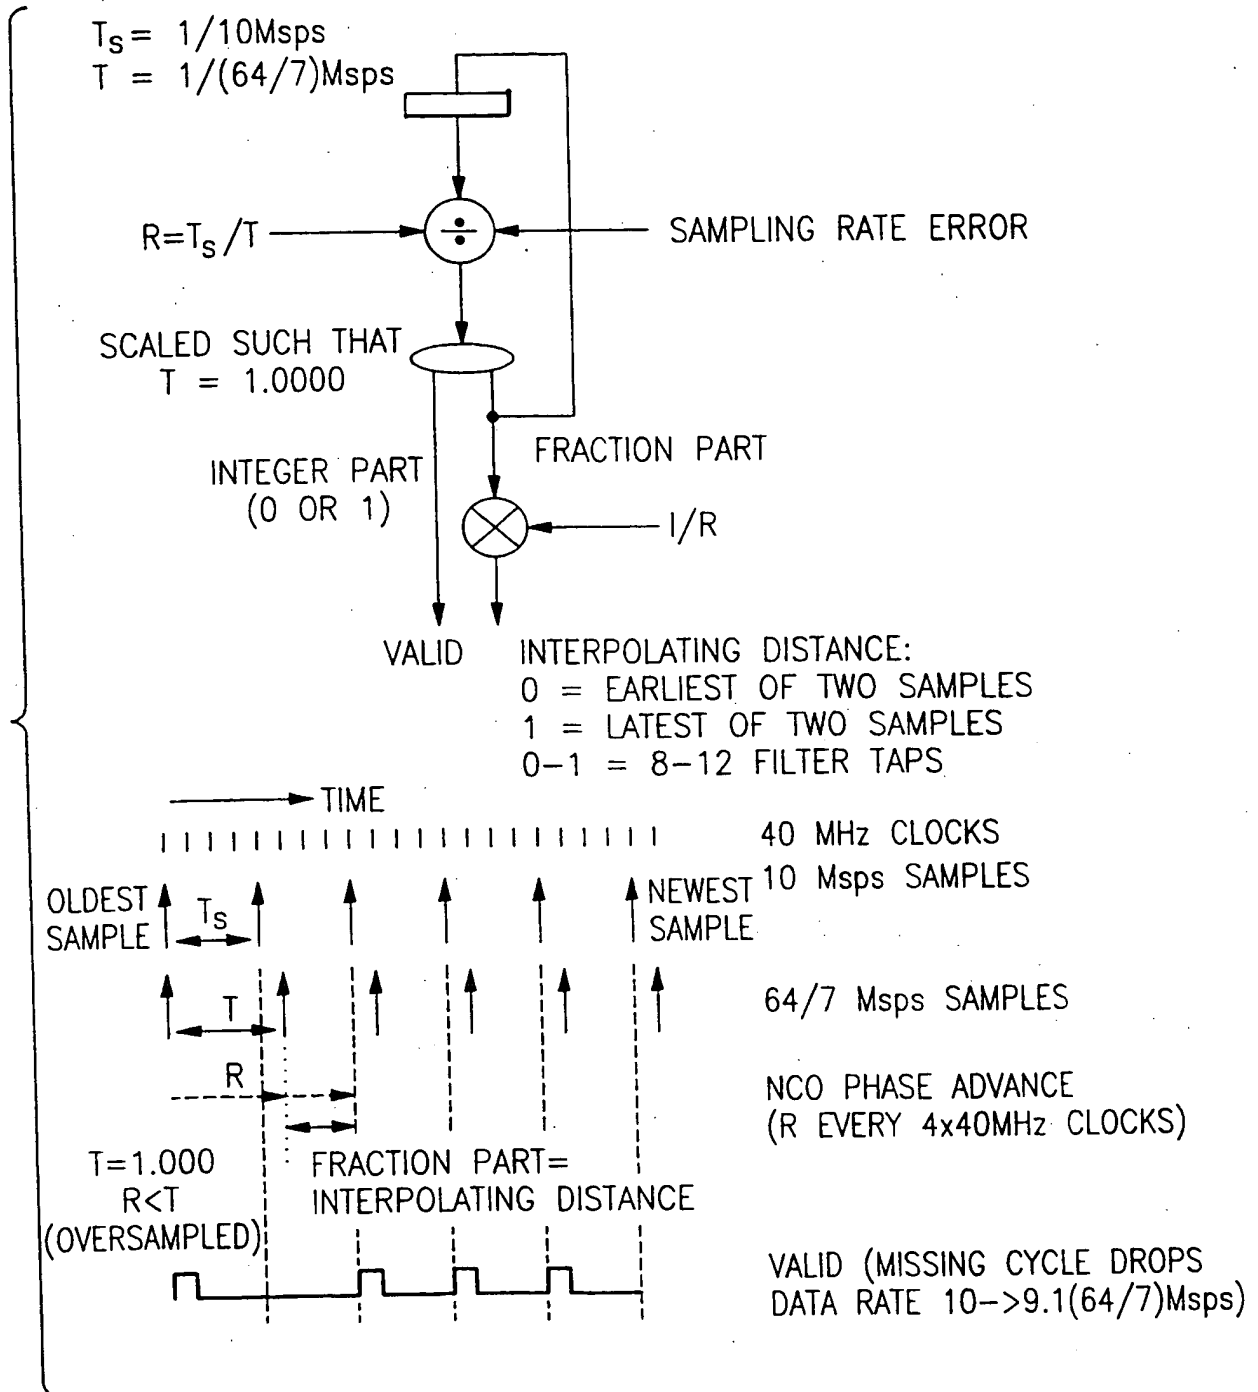 Ts = 1/10Msps
T = 1/(64/7)Msps
R=Ts/T
SAMPLING RATE ERROR
SCALED SUCH THAT
T = 1.0000
INTEGER PART
(0 OR 1)
FRACTION PART
I/R
VALID
INTERPOLATING DISTANCE:
0 = EARLIEST OF TWO SAMPLES
1 = LATEST OF TWO SAMPLES
0-1 = 8-12 FILTER TAPS
TIME
40 MHz CLOCKS
10 Msps SAMPLES
OLDEST
SAMPLE
Ts
NEWEST
SAMPLE
T
64/7 Msps SAMPLES
R
NCO PHASE ADVANCE
(R EVERY 4x40MHz CLOCKS)
T=1.000
R<T
(OVERSAMPLED)
FRACTION PART=
INTERPOLATING DISTANCE
VALID (MISSING CYCLE DROPS
DATA RATE 10->9.1(64/7)Msps)